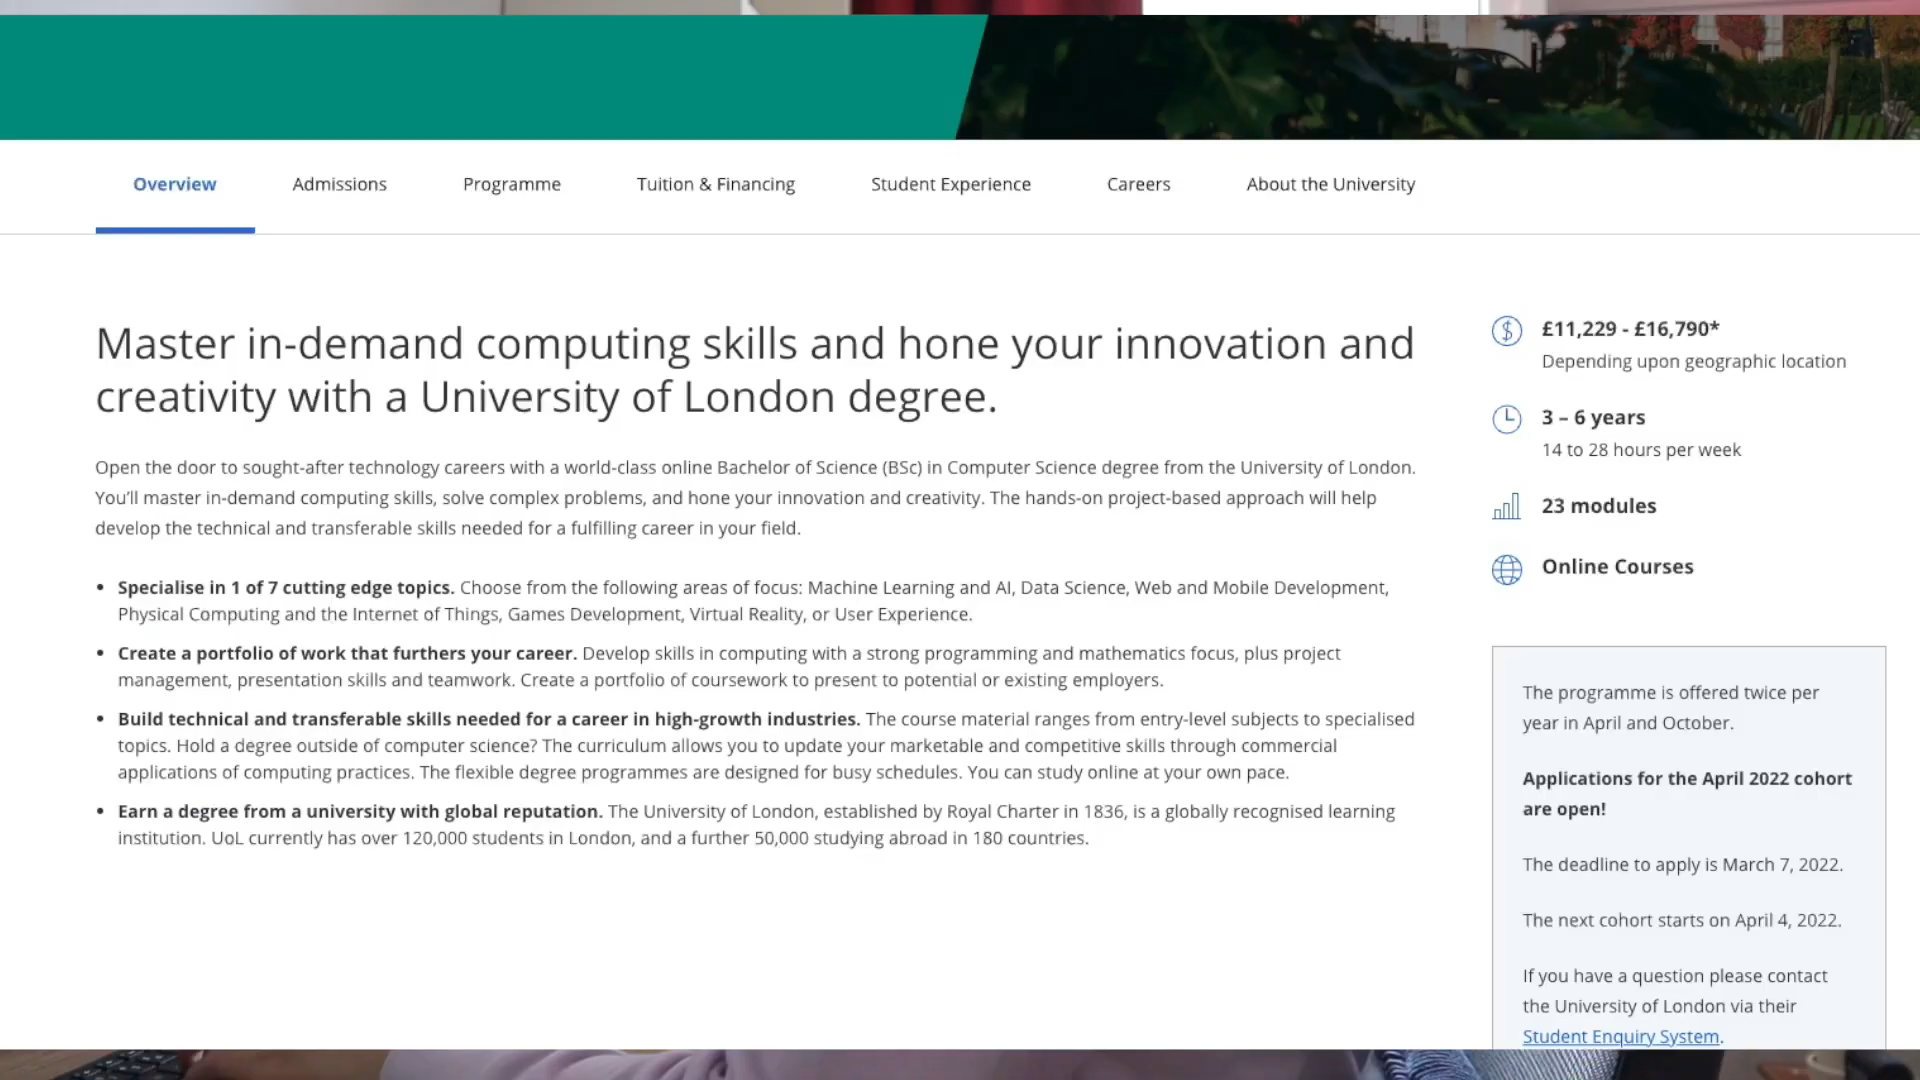 Overview Admissions Programme Tuition & Financing Student Experience Careers About the University
Master in-demand computing skills and hone your innovation and
creativity with a University of London degree.
Open the door to sought-after technology careers with a world-class online Bachelor of Science (BSc) in Computer Science degree from the University of London.
You’ll master in-demand computing skills, solve complex problems, and hone your innovation and creativity. The hands-on project-based approach will help
develop the technical and transferable skills needed for a fulfilling career in your field.
• Specialise in 1 of 7 cutting edge topics. Choose from the following areas of focus: Machine Learning and AI, Data Science, Web and Mobile Development,
Physical Computing and the Internet of Things, Games Development, Virtual Reality, or User Experience.
• Create a portfolio of work that furthers your career. Develop skills in computing with a strong programming and mathematics focus, plus project
management, presentation skills and teamwork. Create a portfolio of coursework to present to potential or existing employers.
• Build technical and transferable skills needed for a career in high-growth industries. The course material ranges from entry-level subjects to specialised
topics. Hold a degree outside of computer science? The curriculum allows you to update your marketable and competitive skills through commercial
applications of computing practices. The flexible degree programmes are designed for busy schedules. You can study online at your own pace.
• Earn a degree from a university with global reputation. The University of London, established by Royal Charter in 1836, is a globally recognised learning
institution. UoL currently has over 120,000 students in London, and a further 50,000 studying abroad in 180 countries.
£11,229 - £16,790*
Depending upon geographic location
3 – 6 years
14 to 28 hours per week
23 modules
Online Courses
The programme is offered twice per
year in April and October.
Applications for the April 2022 cohort
are open!
The deadline to apply is March 7, 2022.
The next cohort starts on April 4, 2022.
If you have a question please contact
the University of London via their
Student Enquiry System.